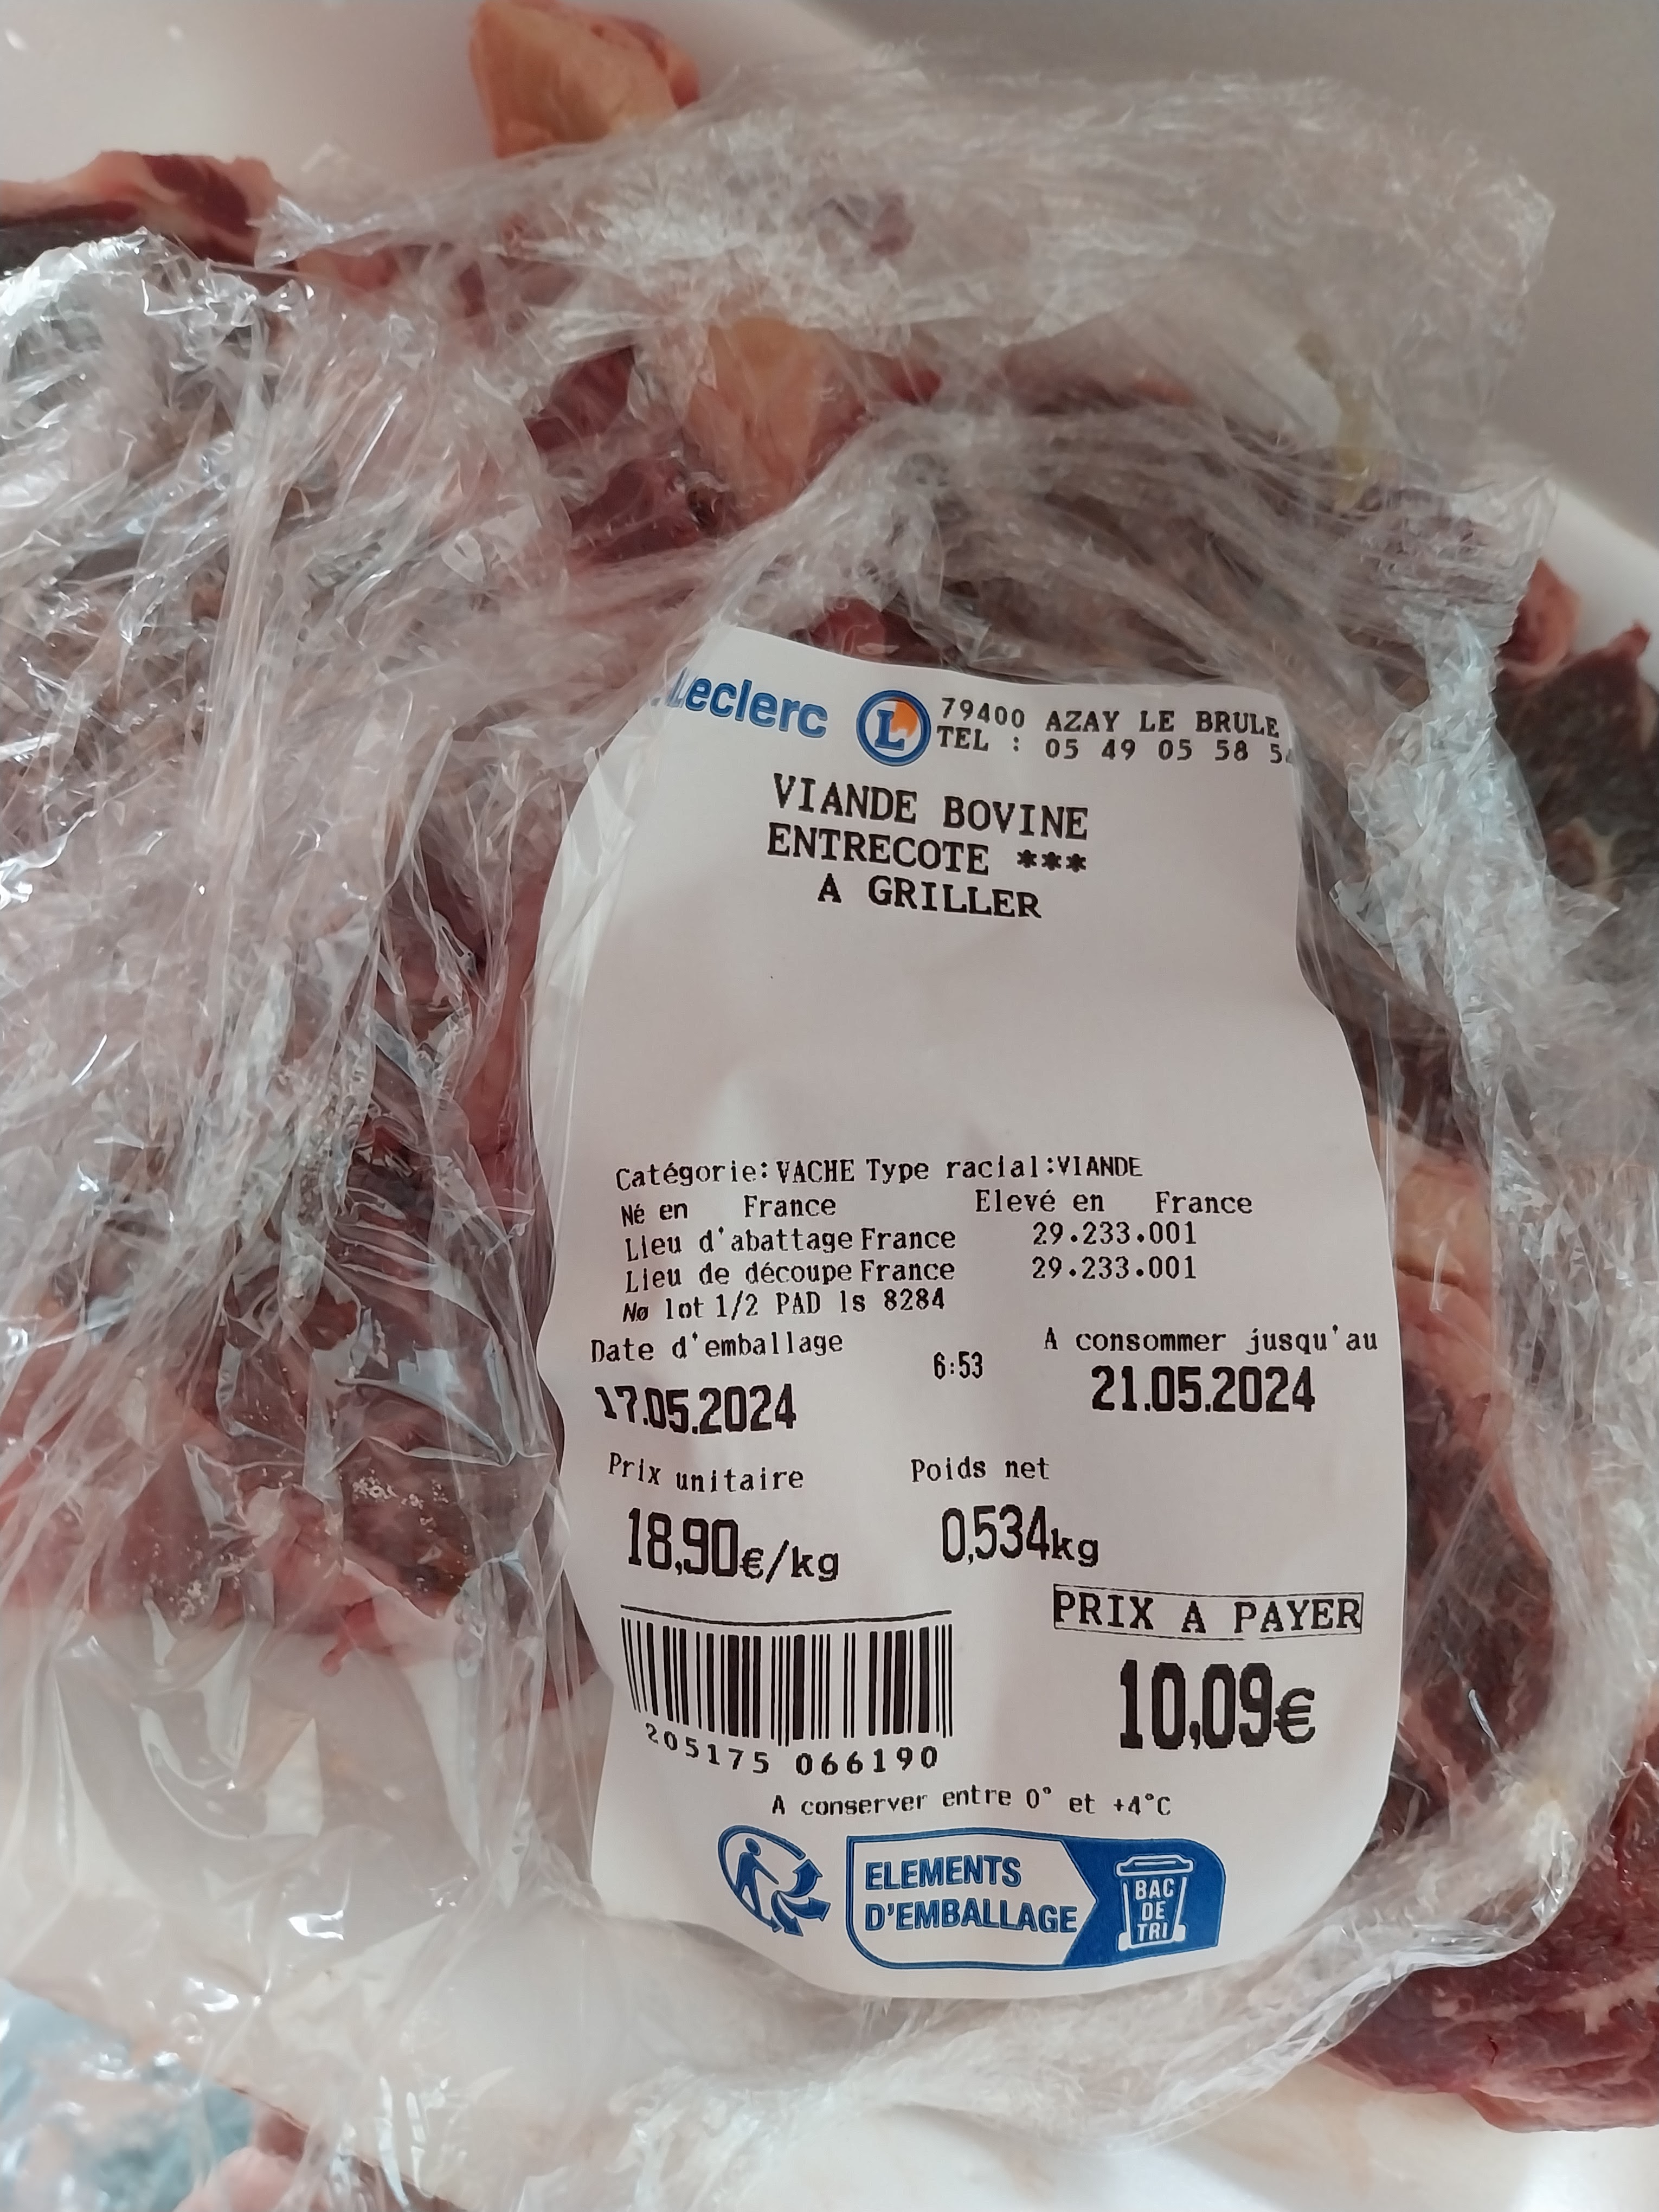 Leclerc L 79400 AZAY LE BRULE
TEL : 05 49 05 58 5
VIANDE BOVINE
ENTRECOTE ***
A GRILLER
Catégorie: VACHE Type racial:VIANDE
Né en France Elevé en France
Lieu d'abattage France 29.233.001
Lieu de découpe France 29.233.001
Nø lot 1/2 PAD ls 8284
Date d'emballage 6:53 A consommer jusqu'au
17.05.2024 21.05.2024
Prix unitaire Poids net
18,90€/kg 0,534kg
PRIX A PAYER
10,09€
205175 066190
A conserver entre 0° et +4°C
ELEMENTS
D'EMBALLAGE
BAC
DE
TRI